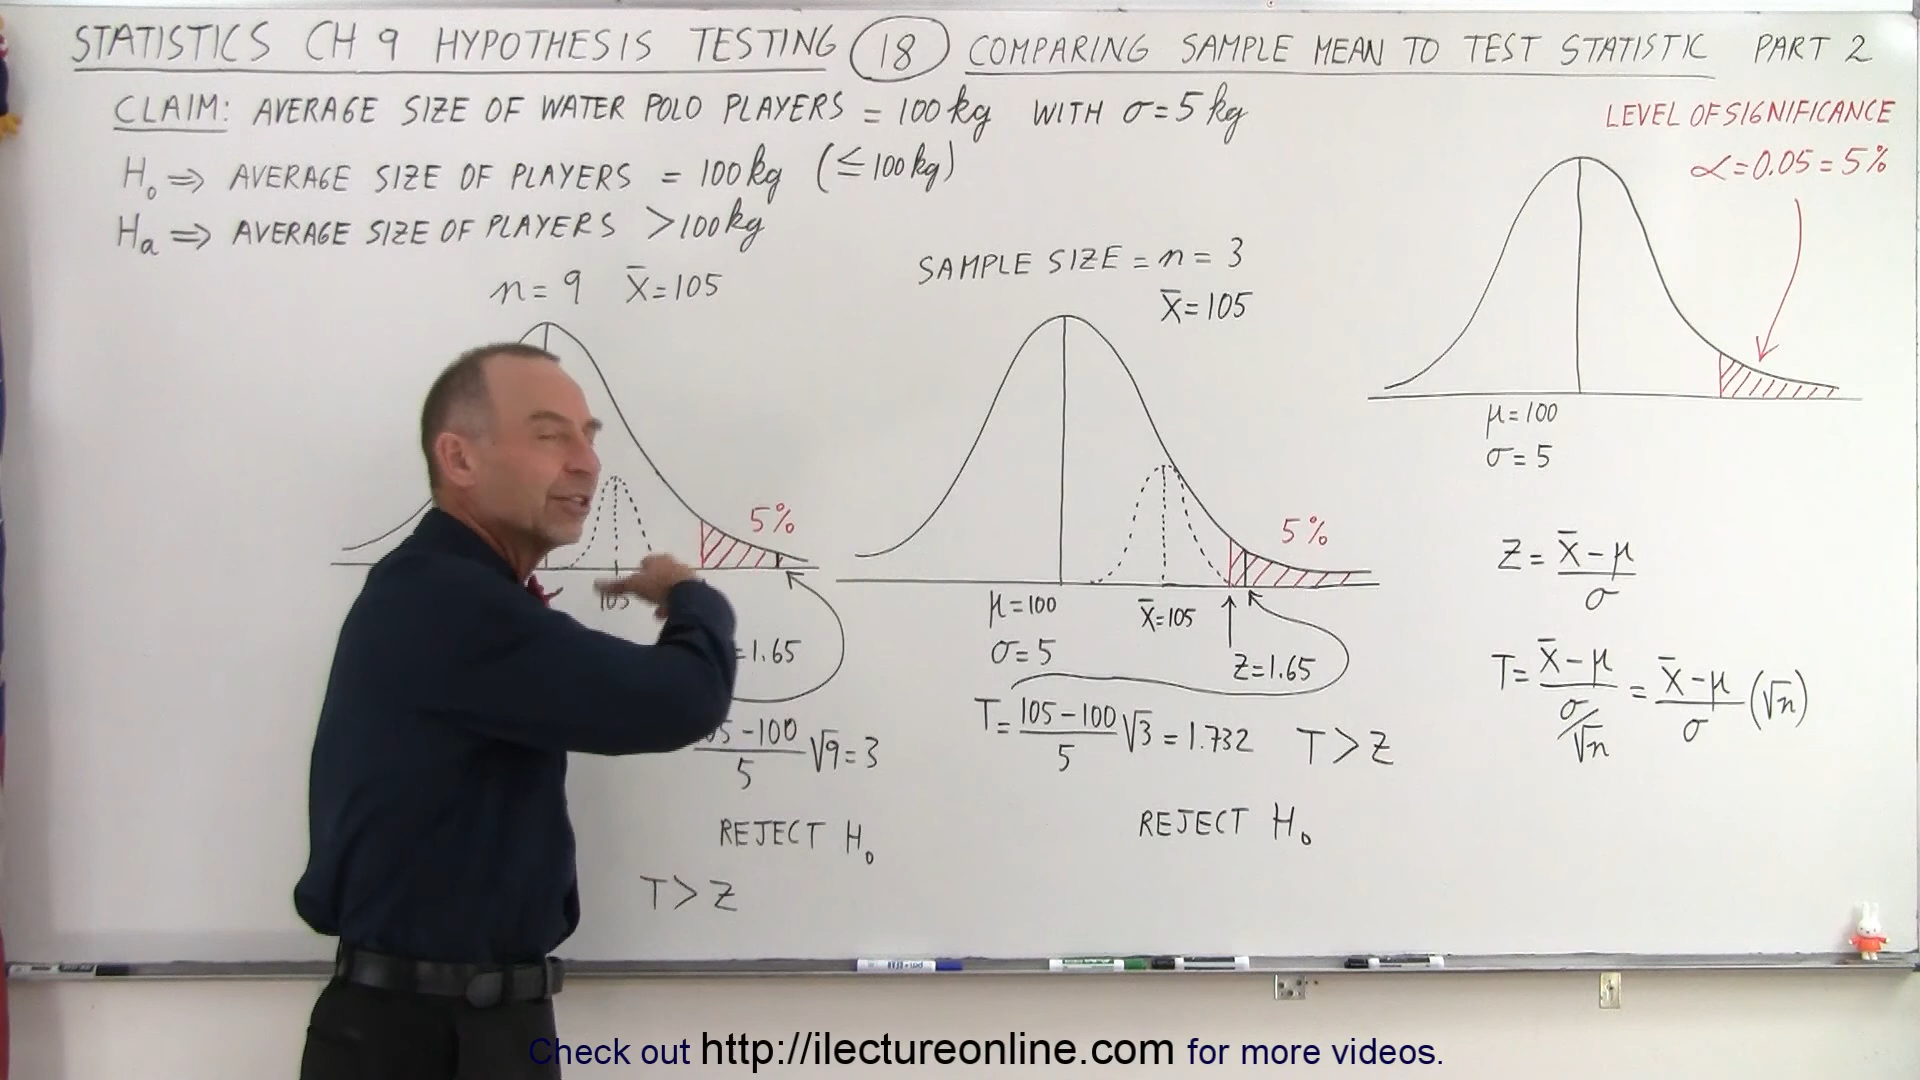 STATISTICS CH 9 HYPOTHESIS TESTING 18 COMPARING SAMPLE MEAN TO TEST STATISTIC PART 2
CLAIM: AVERAGE SIZE OF WATER POLO PLAYERS = 100 kg WITH σ = 5 kg
H₀ ⇒ AVERAGE SIZE OF PLAYERS = 100 kg (≤ 100 kg)
Hₐ ⇒ AVERAGE SIZE OF PLAYERS > 100 kg
n = 9 x̄ = 105
5%
105
= 1.65
05 - 100 / 5 √9 = 3
REJECT H₀
T > Z
SAMPLE SIZE = n = 3
x̄ = 105
5%
μ = 100
σ = 5
x̄ = 105
Z = 1.65
T = (105 - 100) / 5 √3 = 1.732 T > Z
REJECT H₀
LEVEL OF SIGNIFICANCE
α = 0.05 = 5%
μ = 100
σ = 5
Z = (x̄ - μ) / σ
T = (x̄ - μ) / (σ/√n) = (x̄ - μ) / σ (√n)
Check out http://ilectureonline.com for more videos.